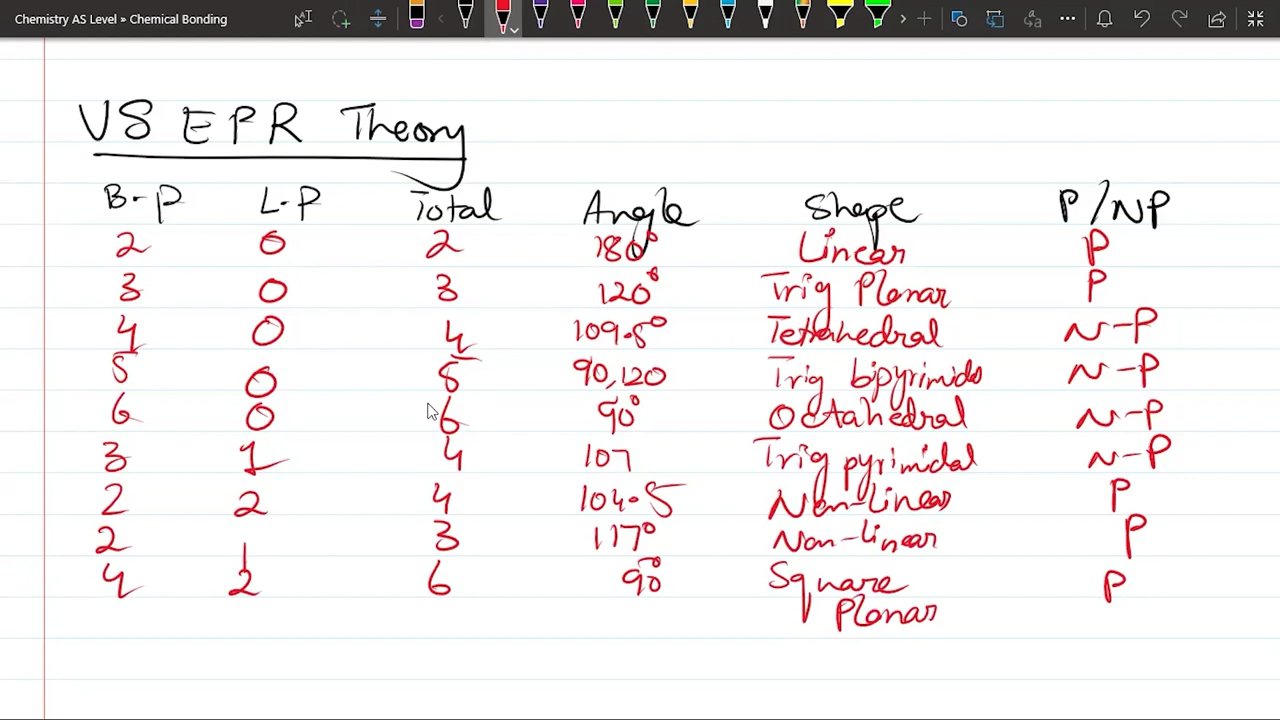 Chemistry AS Level » Chemical Bonding
VSEPR Theory
B-P L-P Total Angle Shape P/NP
2 0 2 180° Linear P
3 0 3 120° Trig Planar P
4 0 4 109.5° Tetahedral N-P
5 0 5 90,120 Trig bipyrimido N-P
6 0 6 90° Octahedral N-P
3 1 4 107 Trig pyrimidal N-P
2 2 4 104.5 Non-linear P
2 1 3 117° Non-linear P
4 2 6 90° Square P
Planar